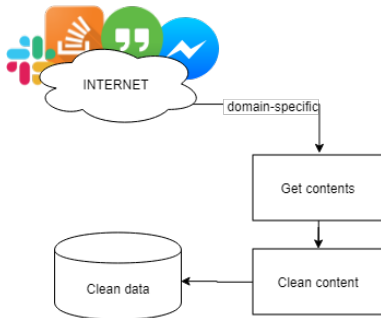 INTERNET
domain-specific
Get contents
Clean content
Clean data